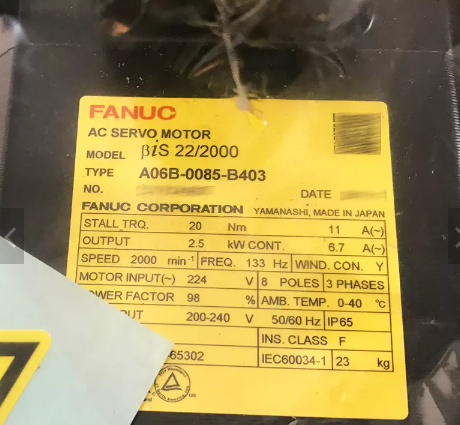 FANUC
AC SERVO MOTOR
MODEL βiS 22/2000
TYPE A06B-0085-B403
NO. DATE
FANUC CORPORATION YAMANASHI, MADE IN JAPAN
STALL TRQ. 20 Nm 11 A(~)
OUTPUT 2.5 kW CONT. 6.7 A(~)
SPEED 2000 min⁻¹ FREQ. 133 Hz WIND. CON. Y
MOTOR INPUT(~) 224 V 8 POLES 3 PHASES
POWER FACTOR 98 % AMB. TEMP. 0-40 °C
200-240 V 50/60 Hz IP65
INS. CLASS F
65302 IEC60034-1 23 kg